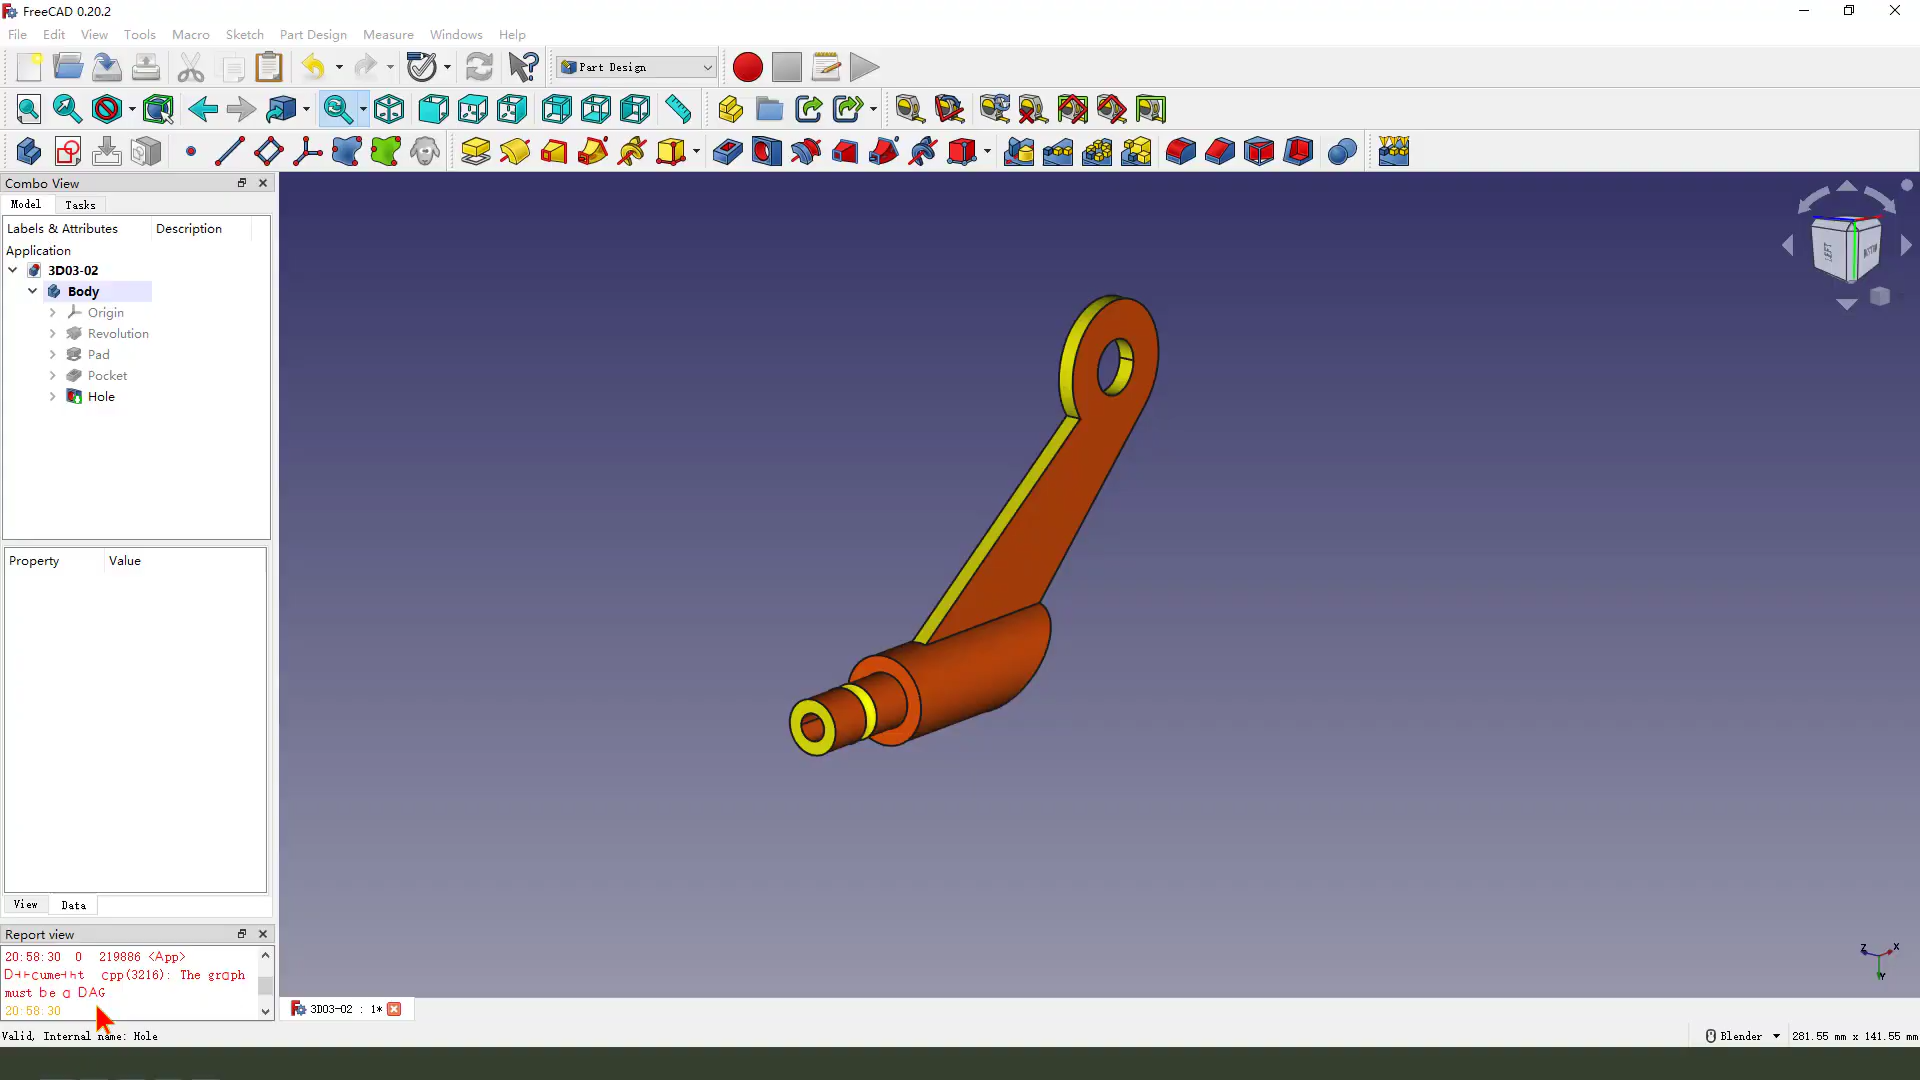 FreeCAD 0.20.2
File Edit View Tools Macro Sketch Part Design Measure Windows Help
Part Design
Combo View
Model Tasks
Labels & Attributes Description
Application
3D03-02
Body
Origin
Revolution
Pad
Pocket
Hole
Property Value
View Data
Report view
20:58:30 0 219886 <App>
cpp(3216): The graph
must be a DAG
20:58:30
3D03-02 : 1*
Valid, Internal name: Hole
Blender 281.55 mm x 141.55 mm
LEFT
Z X
Y